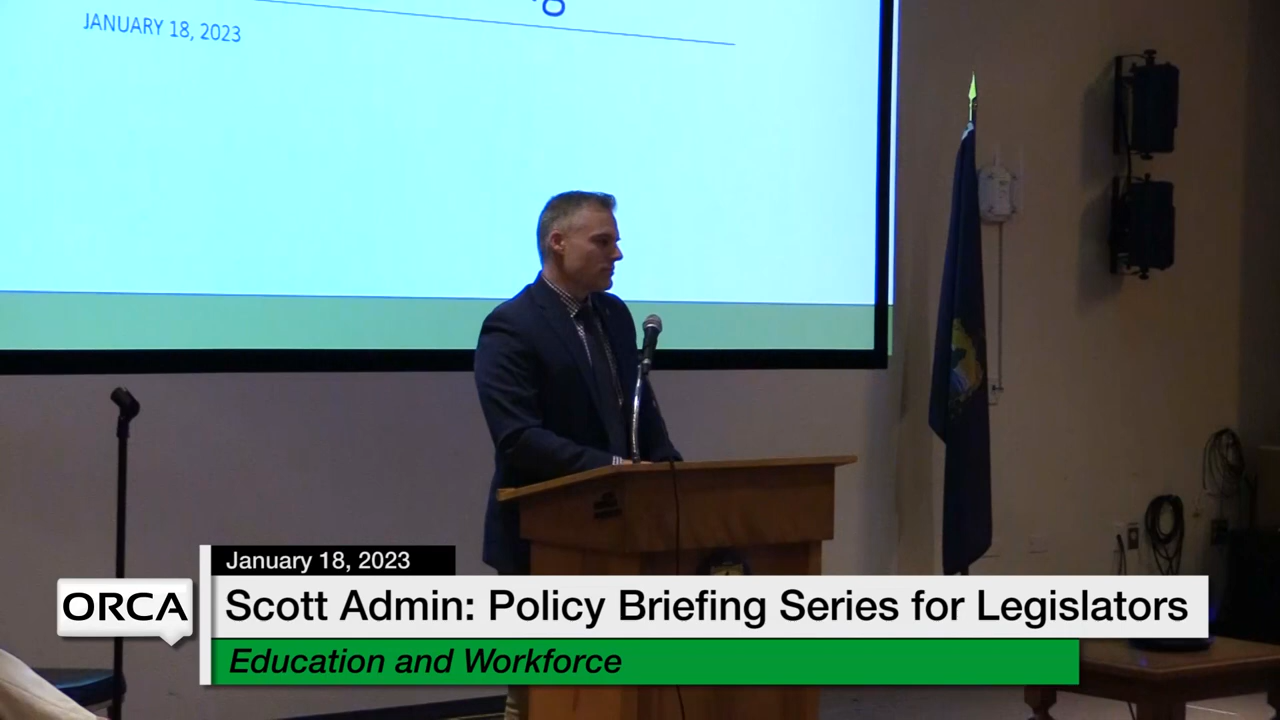 JANUARY 18, 2023
January 18, 2023
ORCA
Scott Admin: Policy Briefing Series for Legislators
Education and Workforce